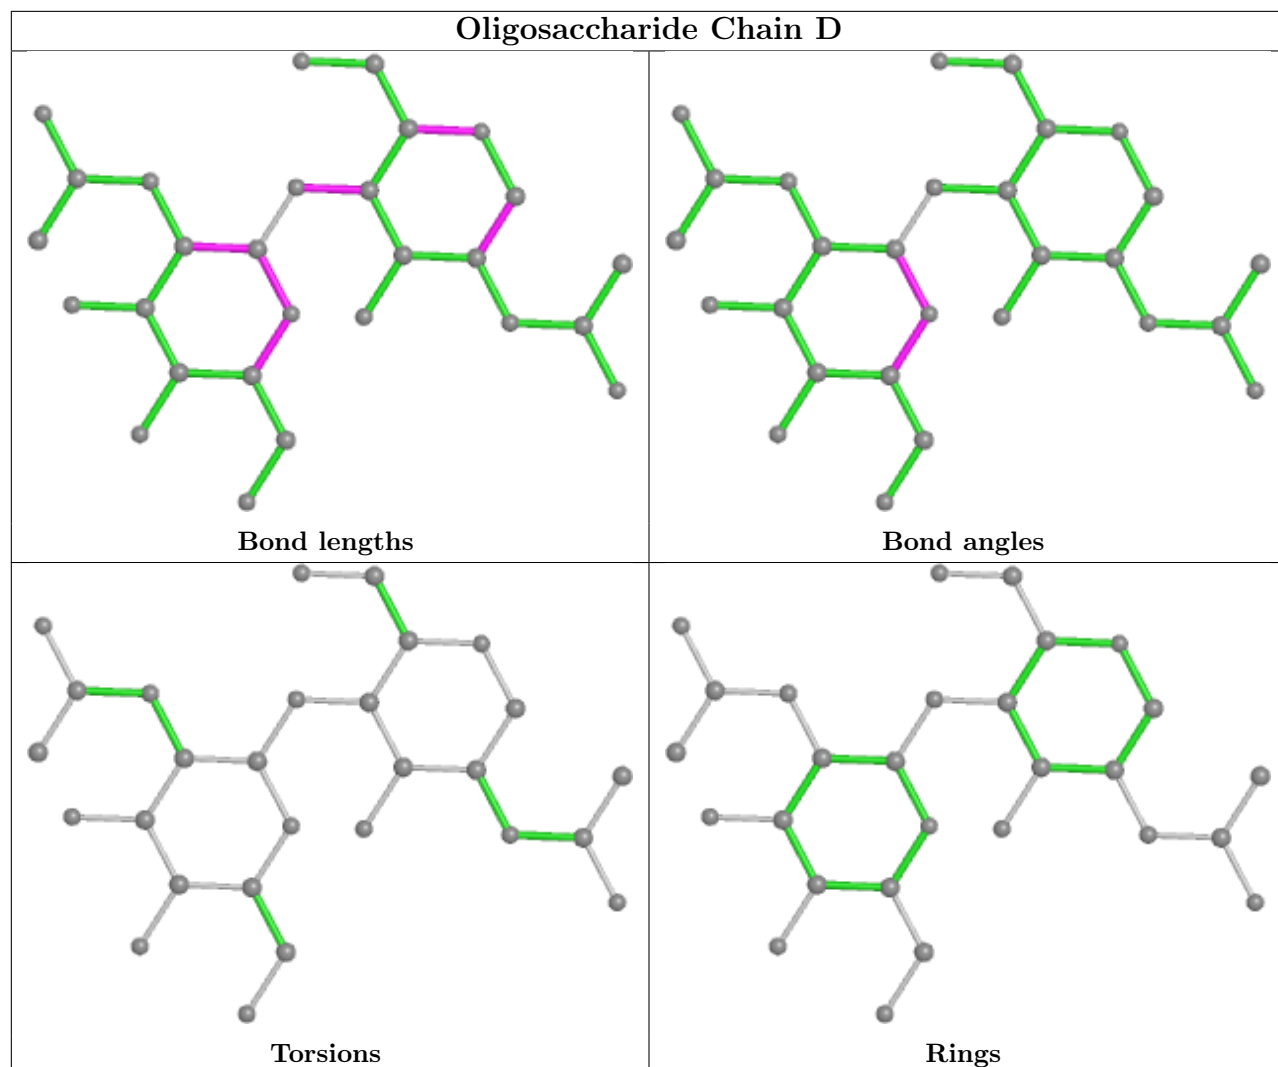 Oligosaccharide Chain D
Bond lengths
Bond angles
Torsions
Rings